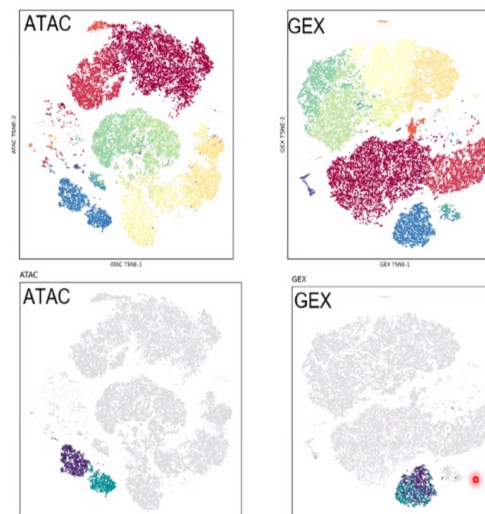 ATAC
GEX
ATAC TSNE-2
GEX TSNE-2
ATAC TSNE-1
GEX TSNE-1
ATAC
GEX
ATAC
GEX